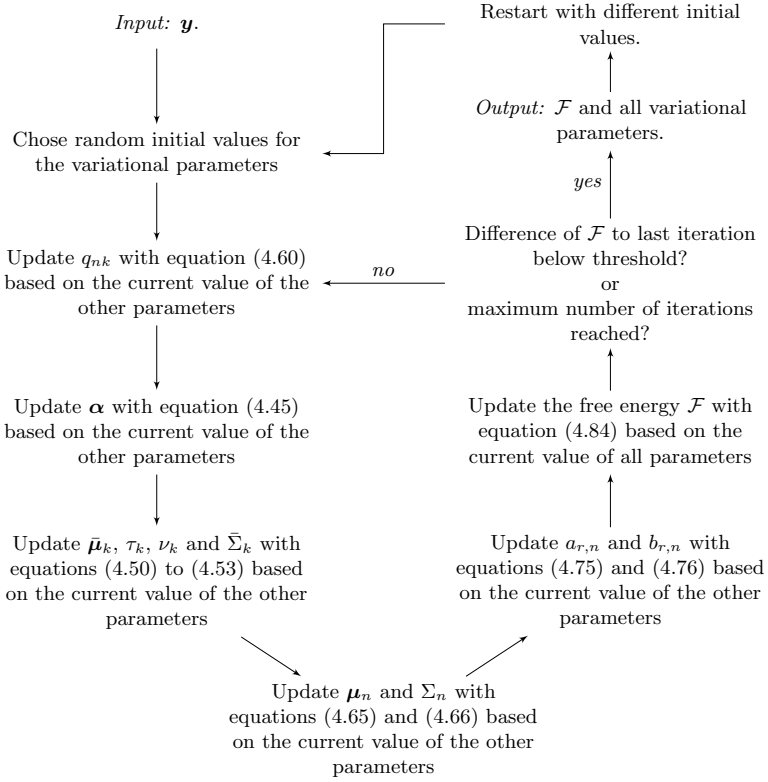 Input: y.
Chose random initial values for
the variational parameters
Update q_{nk} with equation (4.60)
based on the current value of the
other parameters
Update α with equation (4.45)
based on the current value of the
other parameters
Update μ̄_k, τ_k, ν_k and Σ̄_k with
equations (4.50) to (4.53) based
on the current value of the other
parameters
Update μ_n and Σ_n with
equations (4.65) and (4.66) based
on the current value of the other
parameters
Update a_{r,n} and b_{r,n} with
equations (4.75) and (4.76) based
on the current value of the other
parameters
Update the free energy ℱ with
equation (4.84) based on the
current value of all parameters
Difference of ℱ to last iteration
below threshold?
or
maximum number of iterations
reached?
no
yes
Output: ℱ and all variational
parameters.
Restart with different initial
values.